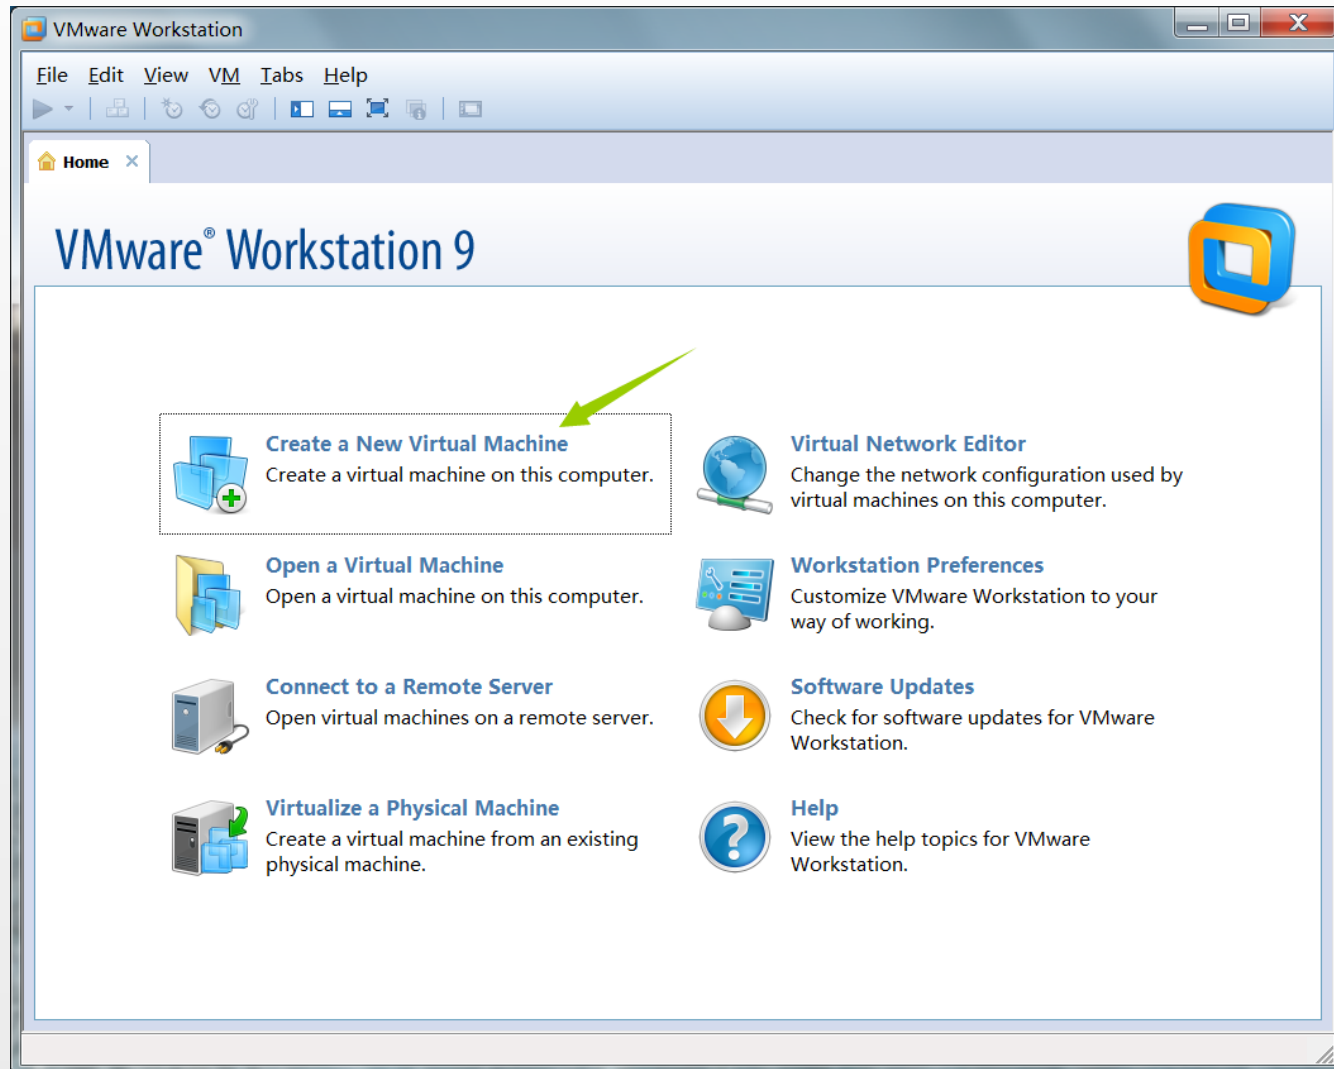 VMware Workstation
File Edit View VM Tabs Help
Home
VMware® Workstation 9
Create a New Virtual Machine
Create a virtual machine on this computer.
Open a Virtual Machine
Open a virtual machine on this computer.
Connect to a Remote Server
Open virtual machines on a remote server.
Virtualize a Physical Machine
Create a virtual machine from an existing
physical machine.
Virtual Network Editor
Change the network configuration used by
virtual machines on this computer.
Workstation Preferences
Customize VMware Workstation to your
way of working.
Software Updates
Check for software updates for VMware
Workstation.
Help
View the help topics for VMware
Workstation.